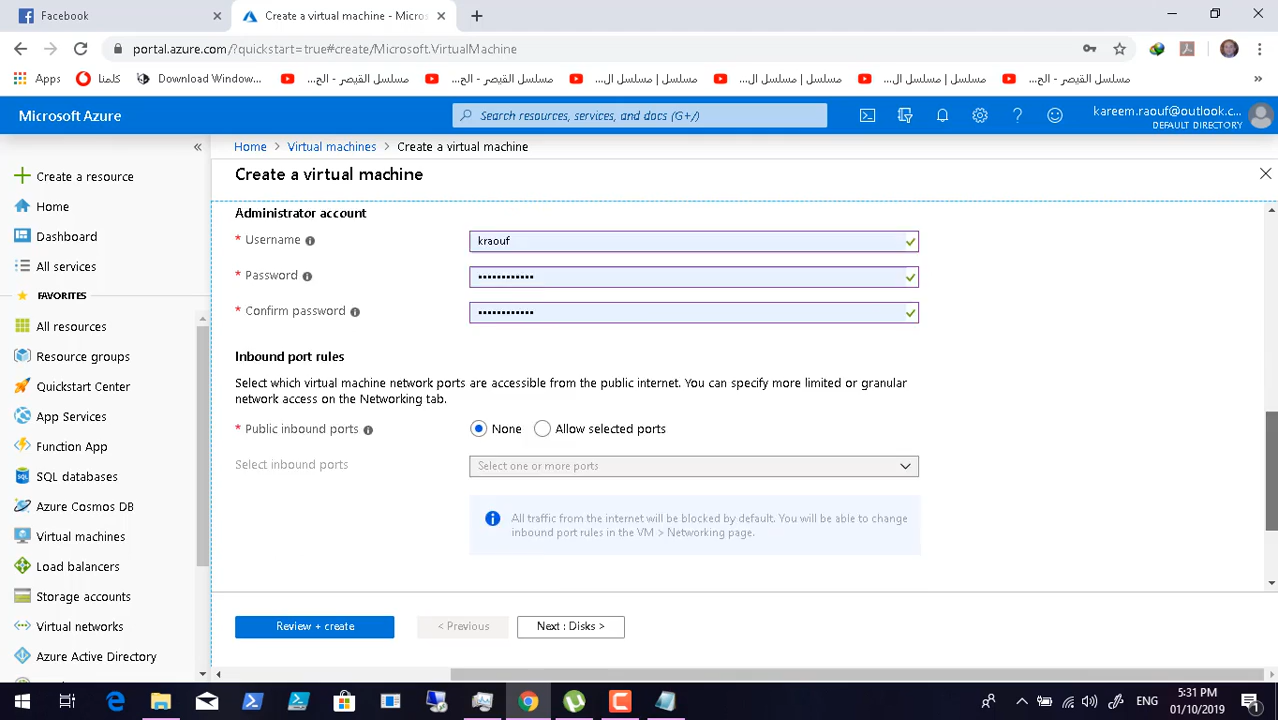 Facebook
Create a virtual machine - Micros
portal.azure.com/?quickstart=true#create/Microsoft.VirtualMachine
Apps
كلمنا
Download Window...
مسلسل القيصر - الح...
مسلسل القيصر - الح...
مسلسل | مسلسل ال...
مسلسل | مسلسل ال...
مسلسل | مسلسل ال...
مسلسل القيصر - الح...
»
Microsoft Azure
Search resources, services, and docs (G+/)
kareem.raouf@outlook.c...
DEFAULT DIRECTORY
Create a resource
Home
Dashboard
All services
FAVORITES
All resources
Resource groups
Quickstart Center
App Services
Function App
SQL databases
Azure Cosmos DB
Virtual machines
Load balancers
Storage accounts
Virtual networks
Azure Active Directory
Home > Virtual machines > Create a virtual machine
Create a virtual machine
Administrator account
* Username
kraouf
* Password
••••••••••••
* Confirm password
••••••••••••
Inbound port rules
Select which virtual machine network ports are accessible from the public internet. You can specify more limited or granular
network access on the Networking tab.
* Public inbound ports
None
Allow selected ports
Select inbound ports
Select one or more ports
All traffic from the internet will be blocked by default. You will be able to change
inbound port rules in the VM > Networking page.
Review + create
< Previous
Next : Disks >
ENG
5:31 PM
01/10/2019
1